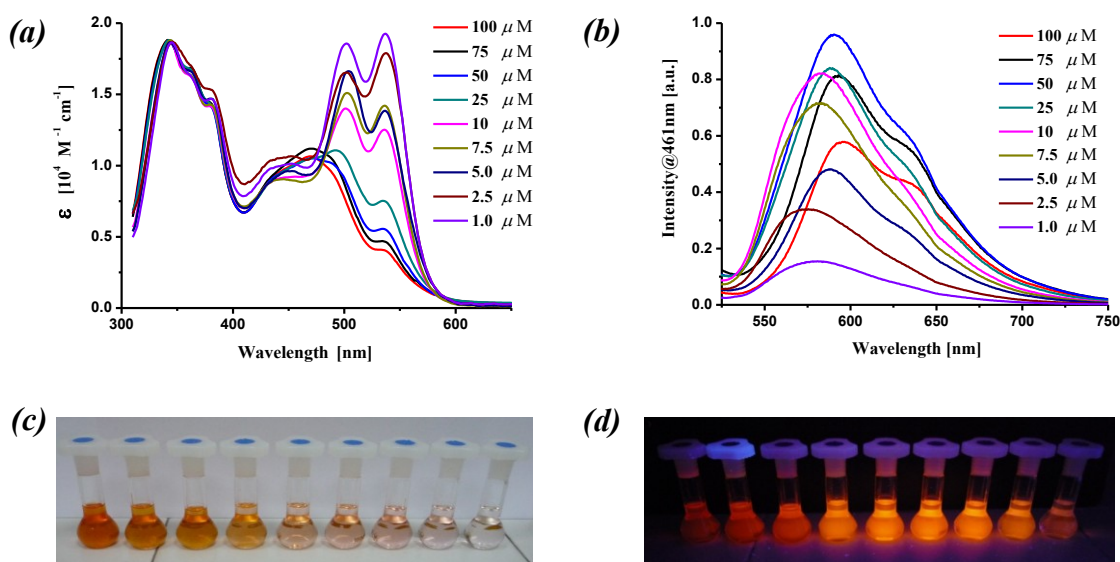 (a)
ε [10⁴ M⁻¹ cm⁻¹]
2.0
1.5
1.0
0.5
0.0
300
400
500
600
Wavelength [nm]
100 μM
75 μM
50 μM
25 μM
10 μM
7.5 μM
5.0 μM
2.5 μM
1.0 μM
(b)
Intensity@461nm [a.u.]
1.0
0.8
0.6
0.4
0.2
0.0
550
600
650
700
750
Wavelength [nm]
100 μM
75 μM
50 μM
25 μM
10 μM
7.5 μM
5.0 μM
2.5 μM
1.0 μM
(c)
(d)